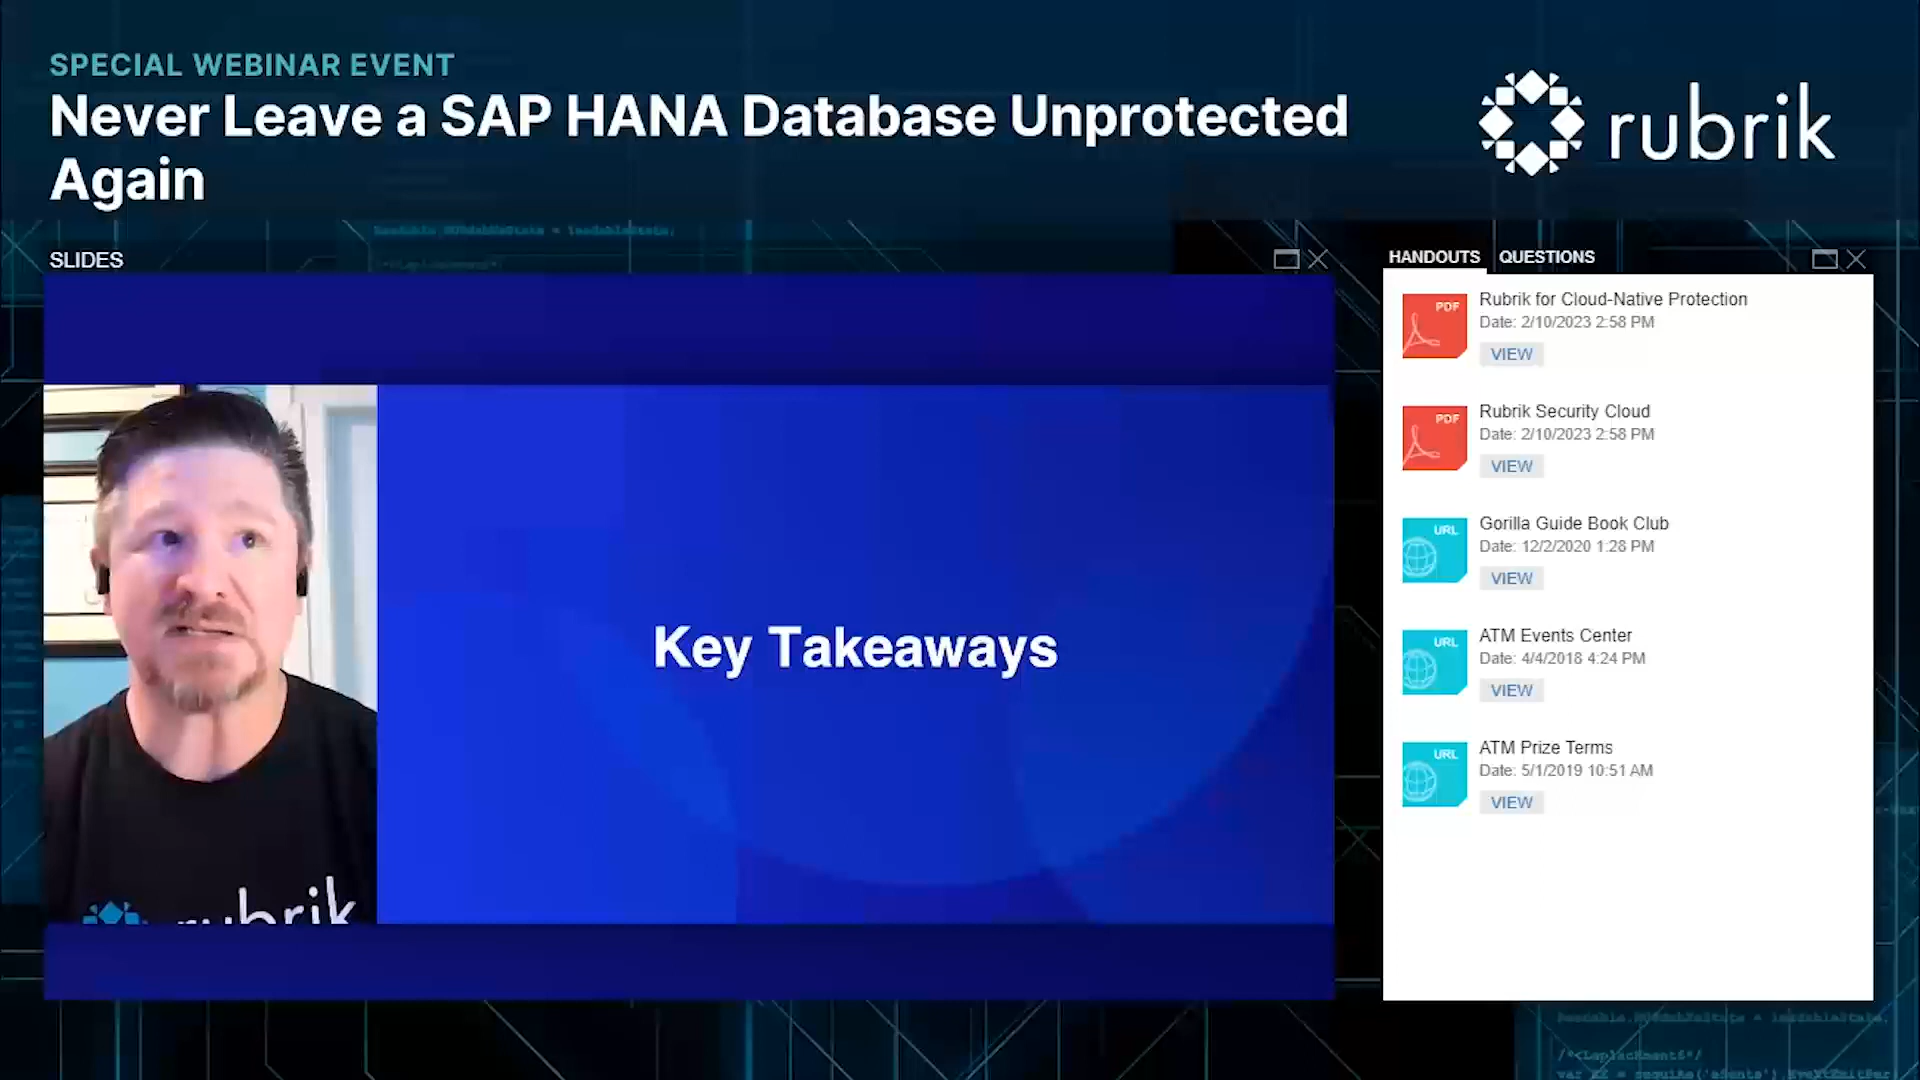 SPECIAL WEBINAR EVENT
Never Leave a SAP HANA Database Unprotected
Again
rubrik
SLIDES
HANDOUTS
QUESTIONS
Key Takeaways
rubrik
PDF
Rubrik for Cloud-Native Protection
Date: 2/10/2023 2:58 PM
VIEW
PDF
Rubrik Security Cloud
Date: 2/10/2023 2:58 PM
VIEW
URL
Gorilla Guide Book Club
Date: 12/2/2020 1:28 PM
VIEW
URL
ATM Events Center
Date: 4/4/2018 4:24 PM
VIEW
URL
ATM Prize Terms
Date: 5/1/2019 10:51 AM
VIEW